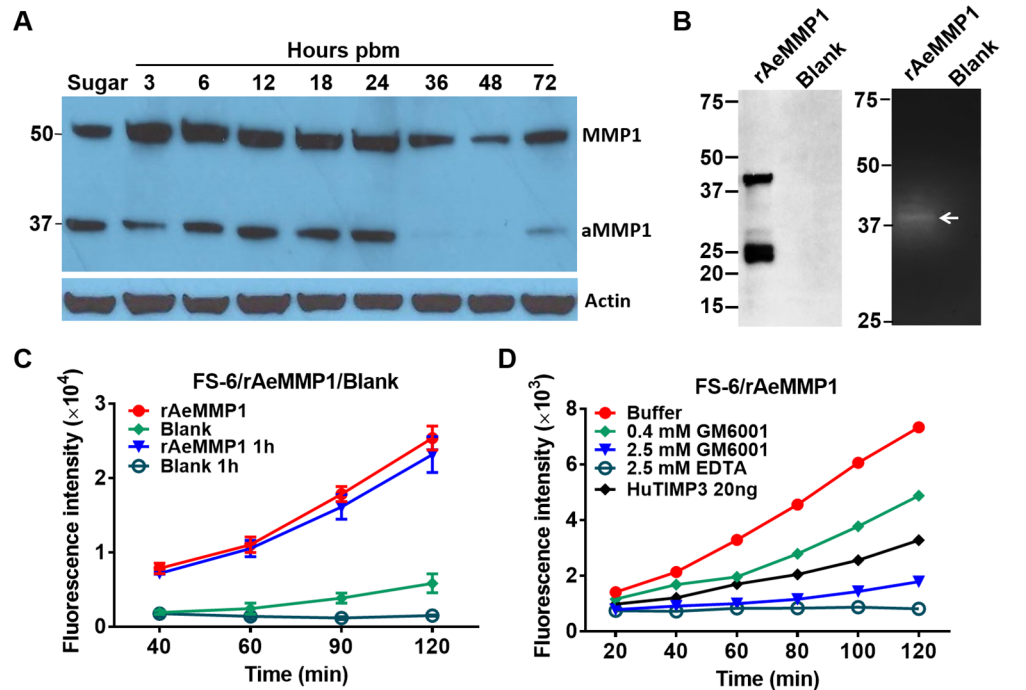 A
Hours pbm
Sugar 3 6 12 18 24 36 48 72
50
MMP1
37
aMMP1
Actin
B
rAeMMP1 Blank
75
50
37
25
20
15
rAeMMP1 Blank
75
50
37
25
C
FS-6/rAeMMP1/Blank
Fluorescence intensity (×10⁴)
3
2
1
0
rAeMMP1
Blank
rAeMMP1 1h
Blank 1h
40 60 90 120
Time (min)
D
FS-6/rAeMMP1
Fluorescence intensity (×10³)
8
6
4
2
0
Buffer
0.4 mM GM6001
2.5 mM GM6001
2.5 mM EDTA
HuTIMP3 20ng
20 40 60 80 100 120
Time (min)